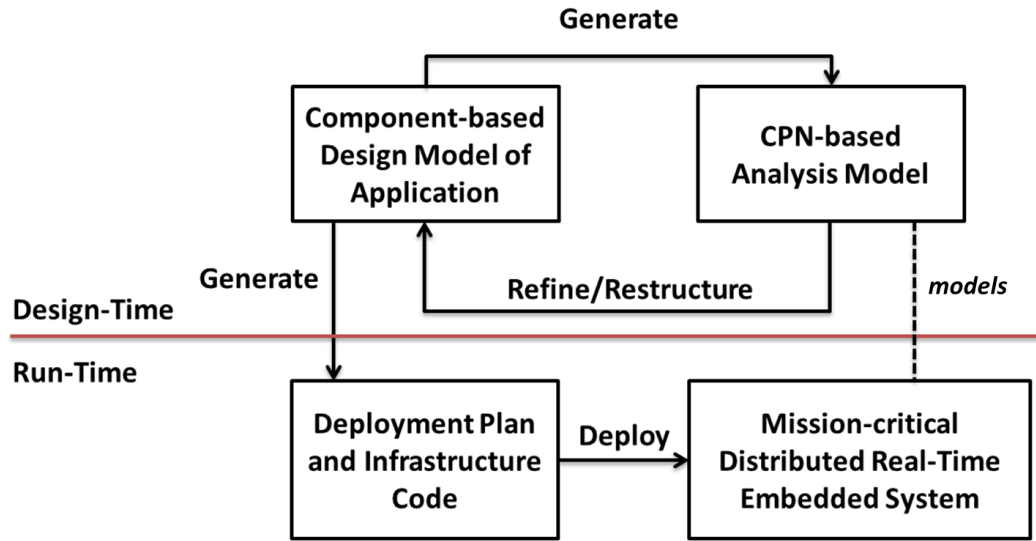 Generate
Component-based
Design Model of
Application
CPN-based
Analysis Model
Generate
Refine/Restructure
models
Design-Time
Run-Time
Deployment Plan
and Infrastructure
Code
Deploy
Mission-critical
Distributed Real-Time
Embedded System